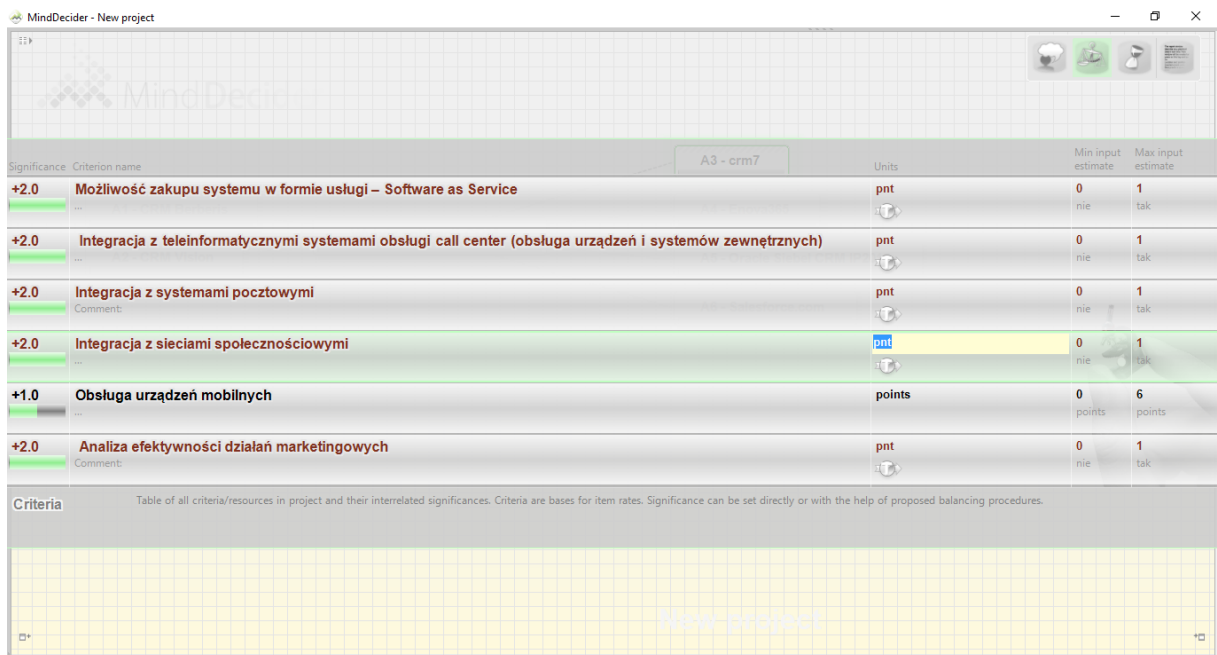 MindDecider - New project
MindDecider
A3 - crm7
Significance Criterion name Units Min input estimate Max input estimate
+2.0 Możliwość zakupu systemu w formie usługi – Software as Service pnt 0 1
... nie tak
+2.0 Integracja z teleinformatycznymi systemami obsługi call center (obsługa urządzeń i systemów zewnętrznych) pnt 0 1
... nie tak
+2.0 Integracja z systemami pocztowymi pnt 0 1
Comment: nie tak
+2.0 Integracja z sieciami społecznościowymi pnt 0 1
... nie tak
+1.0 Obsługa urządzeń mobilnych points 0 6
... points points
+2.0 Analiza efektywności działań marketingowych pnt 0 1
Comment: nie tak
Criteria Table of all criteria/resources in project and their interrelated significances. Criteria are bases for item rates. Significance can be set directly or with the help of proposed balancing procedures.
New project